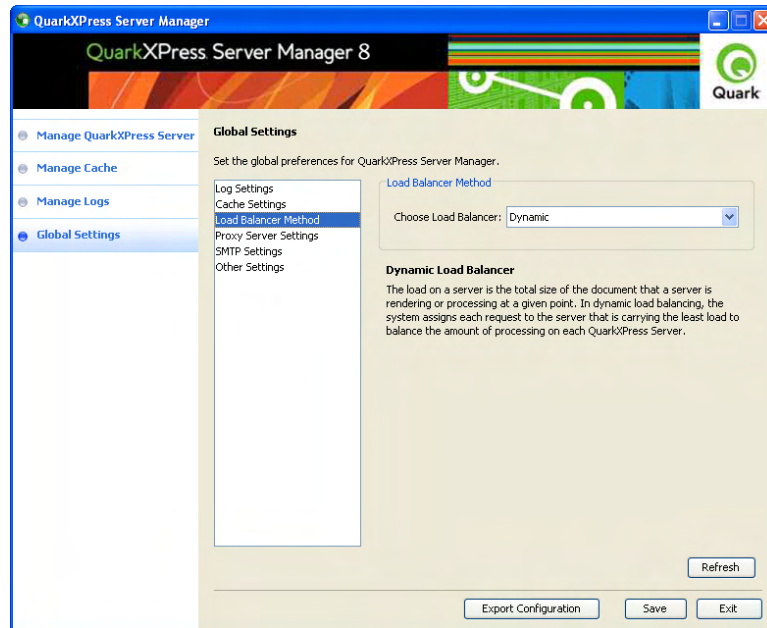 QuarkXPress Server Manager
QuarkXPress Server Manager 8
Quark
Manage QuarkXPress Server
Manage Cache
Manage Logs
Global Settings
Global Settings
Set the global preferences for QuarkXPress Server Manager.
Log Settings
Cache Settings
Load Balancer Method
Proxy Server Settings
SMTP Settings
Other Settings
Load Balancer Method
Choose Load Balancer: Dynamic
Dynamic Load Balancer
The load on a server is the total size of the document that a server is
rendering or processing at a given point. In dynamic load balancing, the
system assigns each request to the server that is carrying the least load to
balance the amount of processing on each QuarkXPress Server.
Refresh
Export Configuration
Save
Exit